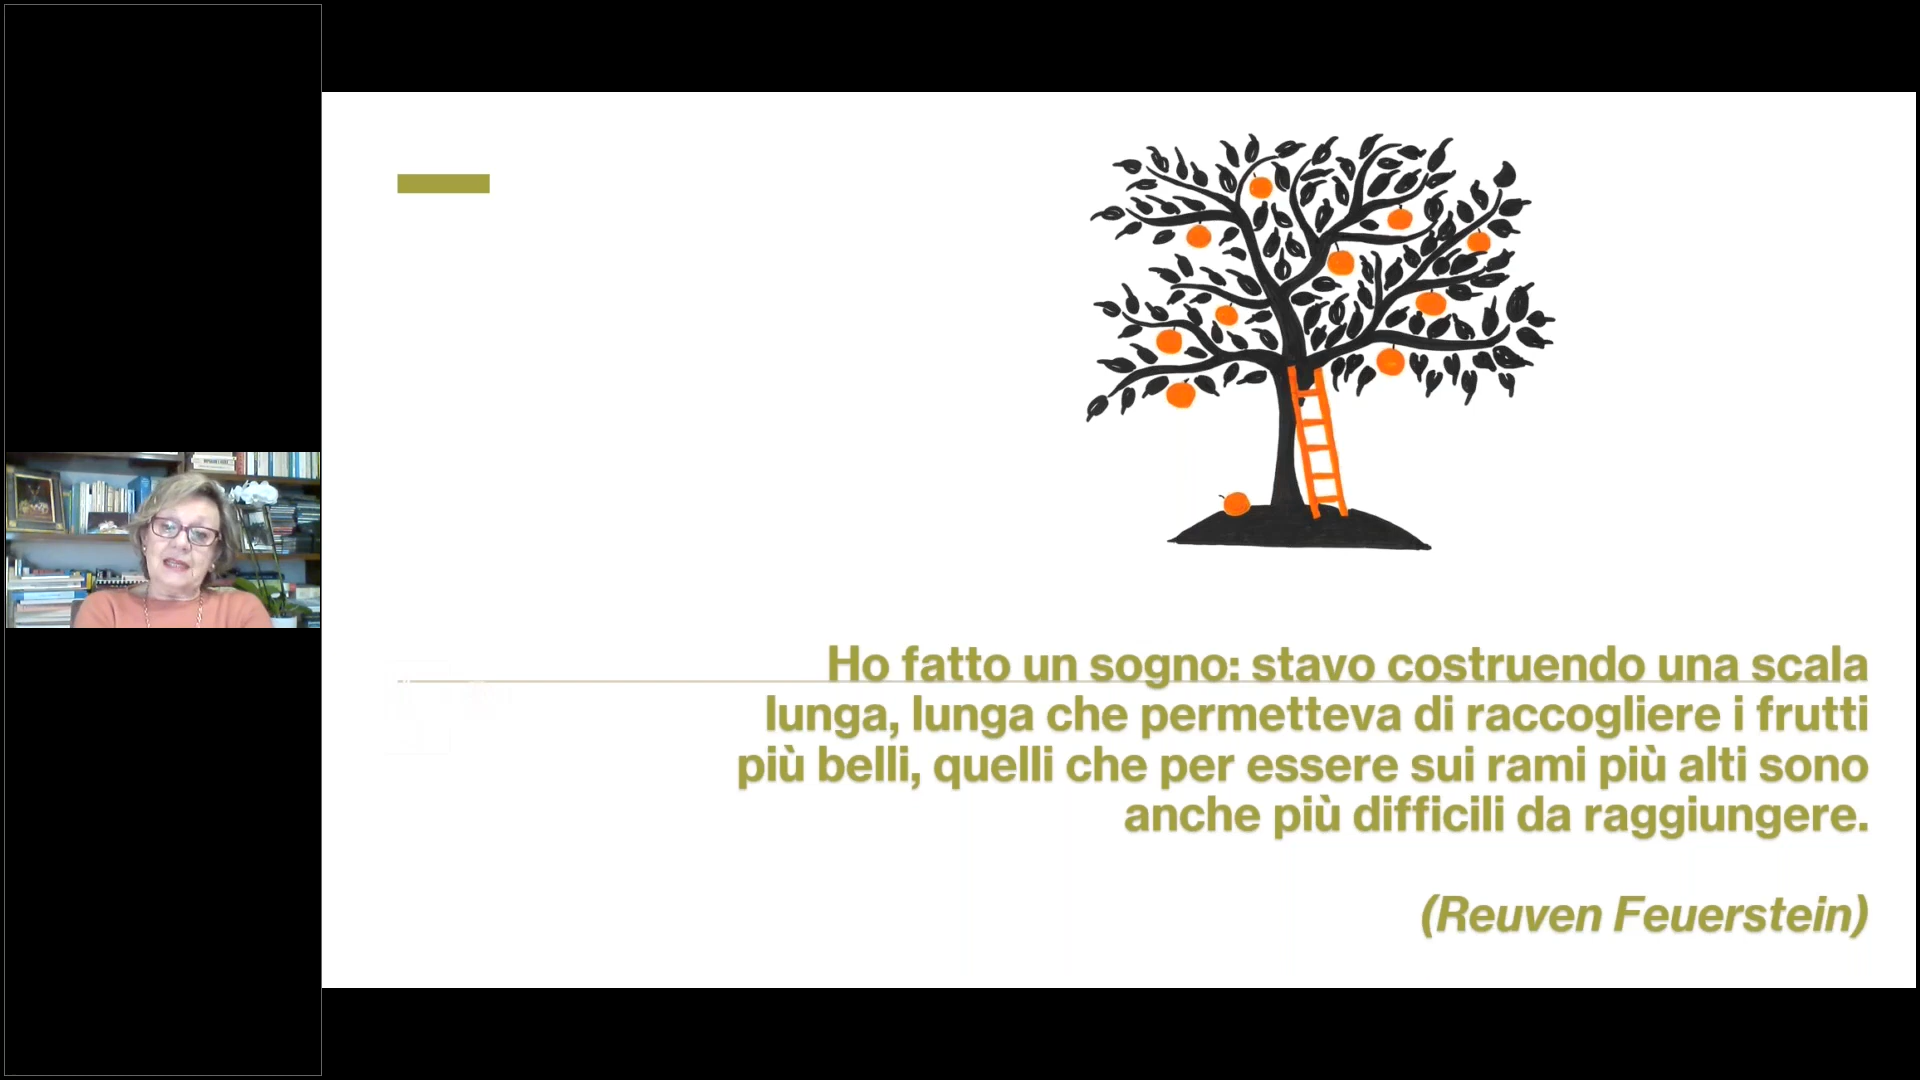 Ho fatto un sogno: stavo costruendo una scala
lunga, lunga che permetteva di raccogliere i frutti
più belli, quelli che per essere sui rami più alti sono
anche più difficili da raggiungere.
(Reuven Feuerstein)